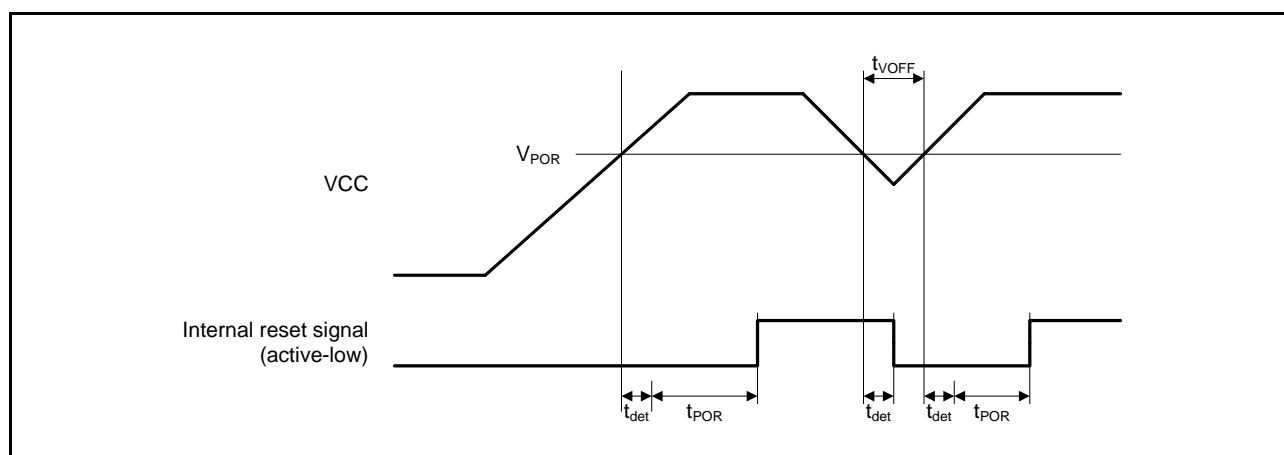 tVOFF
VPOR
VCC
Internal reset signal
(active-low)
tdet
tPOR
tdet
tdet
tPOR